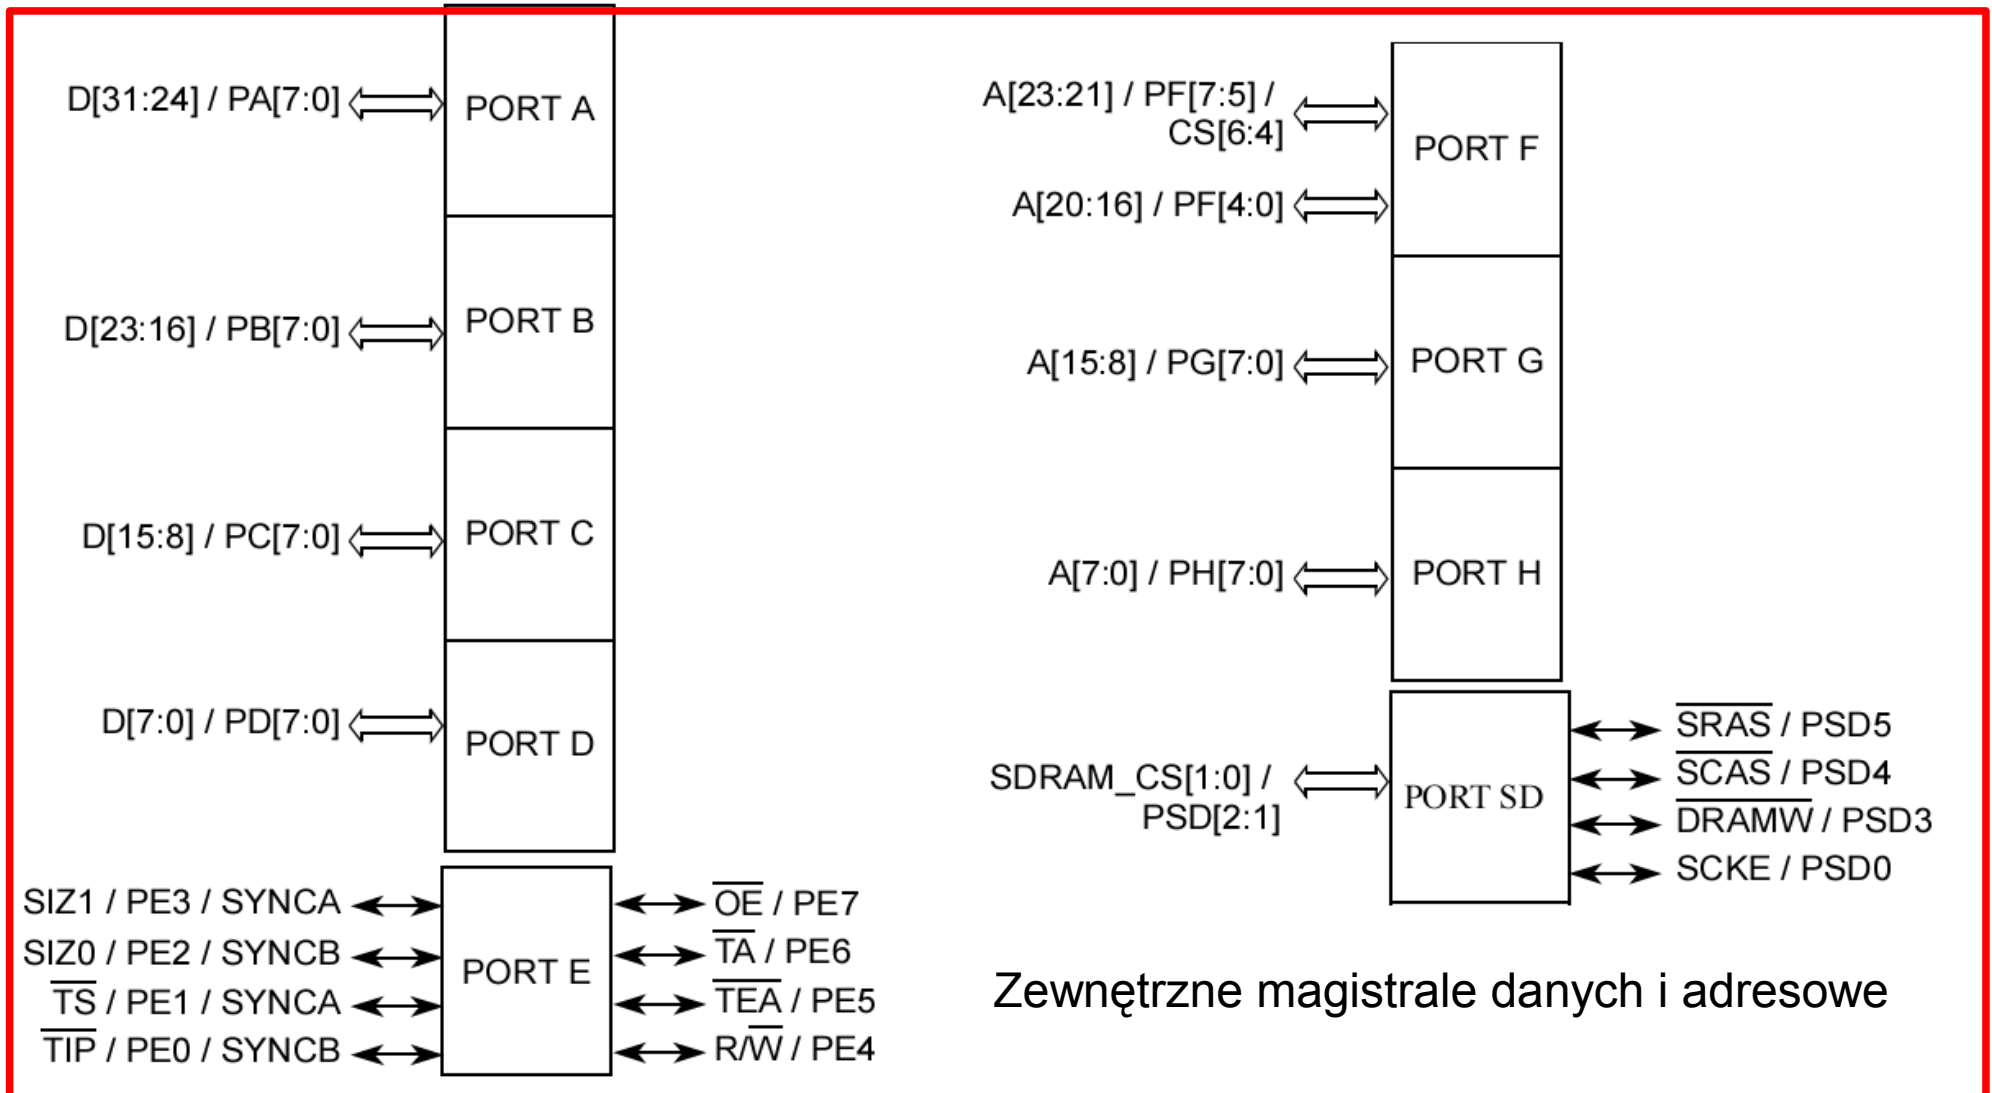 D[31:24] / PA[7:0]
PORT A
D[23:16] / PB[7:0]
PORT B
D[15:8] / PC[7:0]
PORT C
D[7:0] / PD[7:0]
PORT D
SIZ1 / PE3 / SYNCA
SIZ0 / PE2 / SYNCB
TS / PE1 / SYNCA
TIP / PE0 / SYNCB
PORT E
OE / PE7
TA / PE6
TEA / PE5
R/W / PE4
A[23:21] / PF[7:5] /
CS[6:4]
A[20:16] / PF[4:0]
PORT F
A[15:8] / PG[7:0]
PORT G
A[7:0] / PH[7:0]
PORT H
SDRAM_CS[1:0] /
PSD[2:1]
PORT SD
SRAS / PSD5
SCAS / PSD4
DRAMW / PSD3
SCKE / PSD0
Zewnętrzne magistrale danych i adresowe